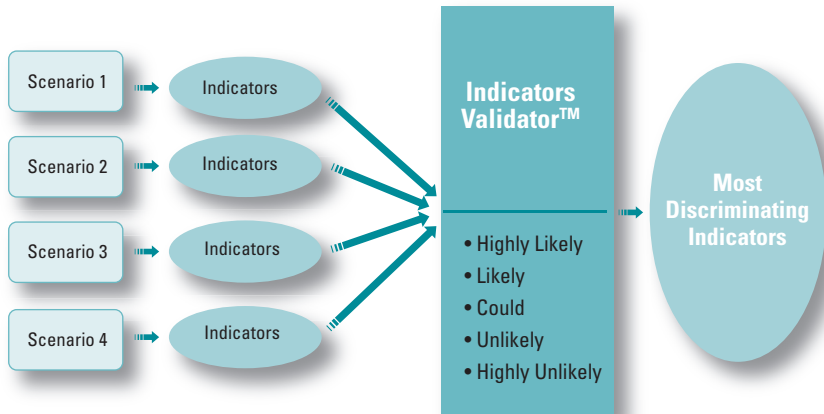 Scenario 1
Indicators
Scenario 2
Indicators
Scenario 3
Indicators
Scenario 4
Indicators
Indicators
Validator™
• Highly Likely
• Likely
• Could
• Unlikely
• Highly Unlikely
Most
Discriminating
Indicators